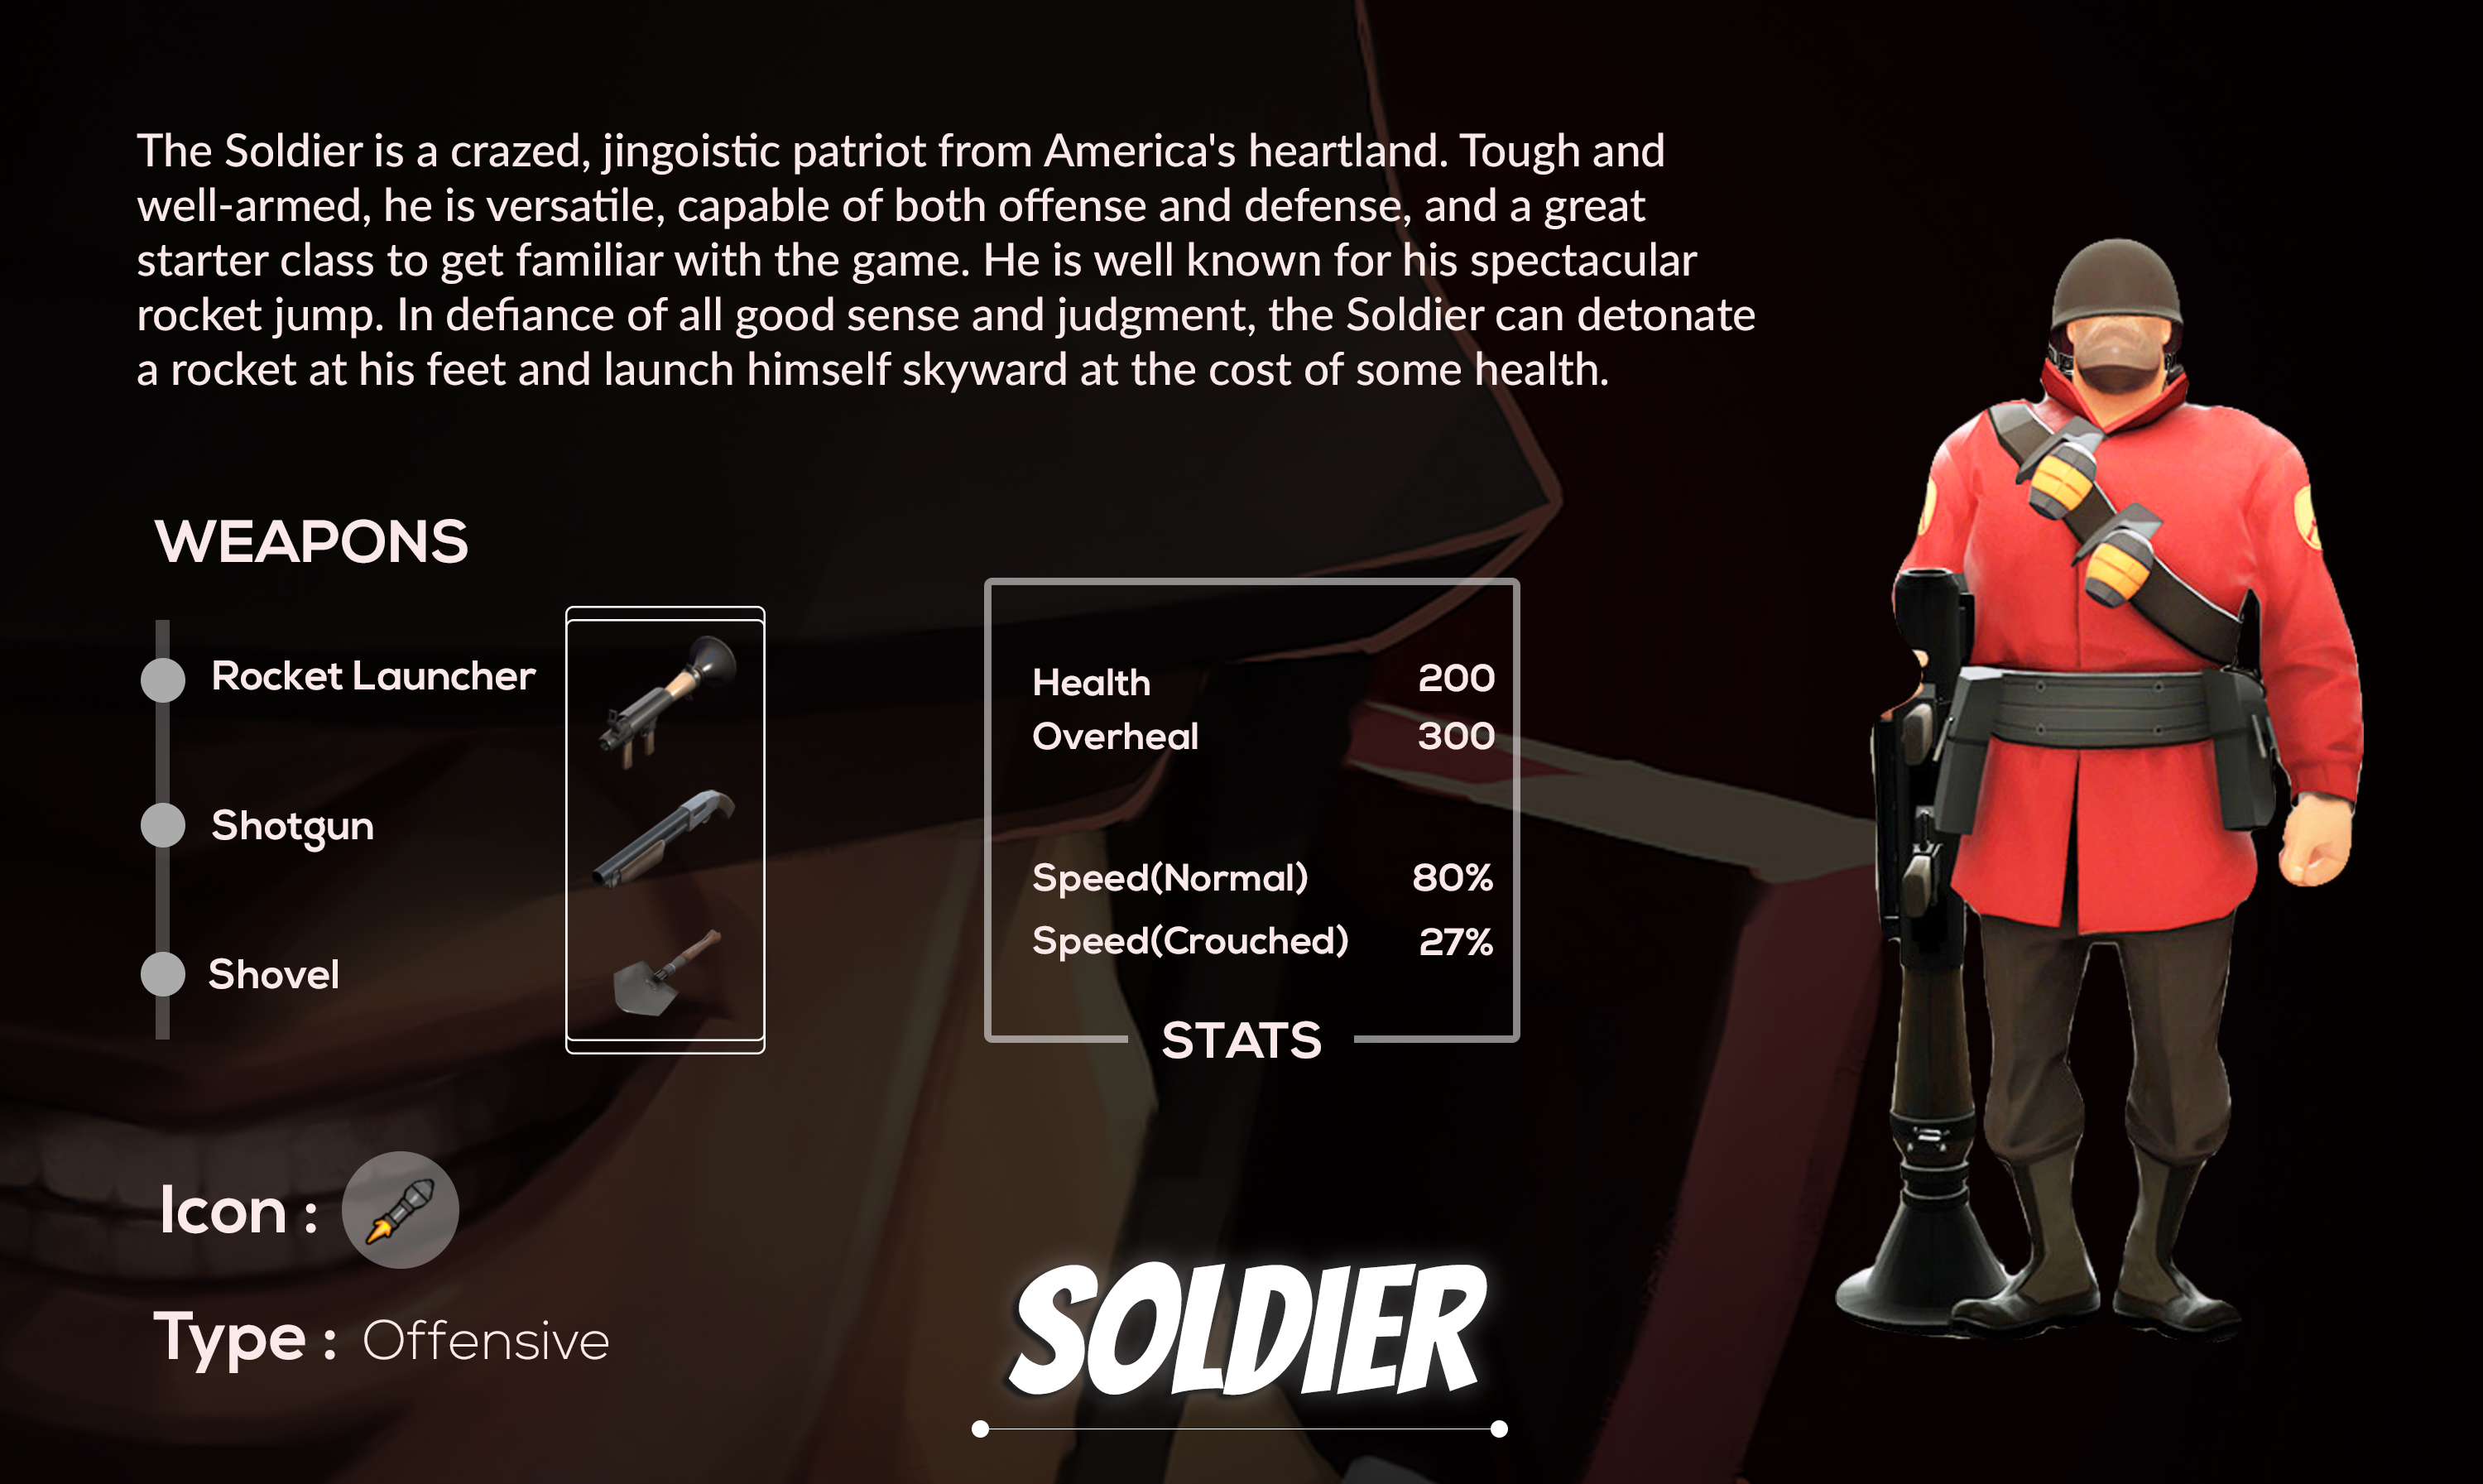 The Soldier is a crazed, jingoistic patriot from America's heartland. Tough and
well-armed, he is versatile, capable of both offense and defense, and a great
starter class to get familiar with the game. He is well known for his spectacular
rocket jump. In defiance of all good sense and judgment, the Soldier can detonate
a rocket at his feet and launch himself skyward at the cost of some health.
WEAPONS
Rocket Launcher
Shotgun
Shovel
Health 200
Overheal 300
Speed(Normal) 80%
Speed(Crouched) 27%
STATS
Icon :
Type : Offensive
SOLDIER